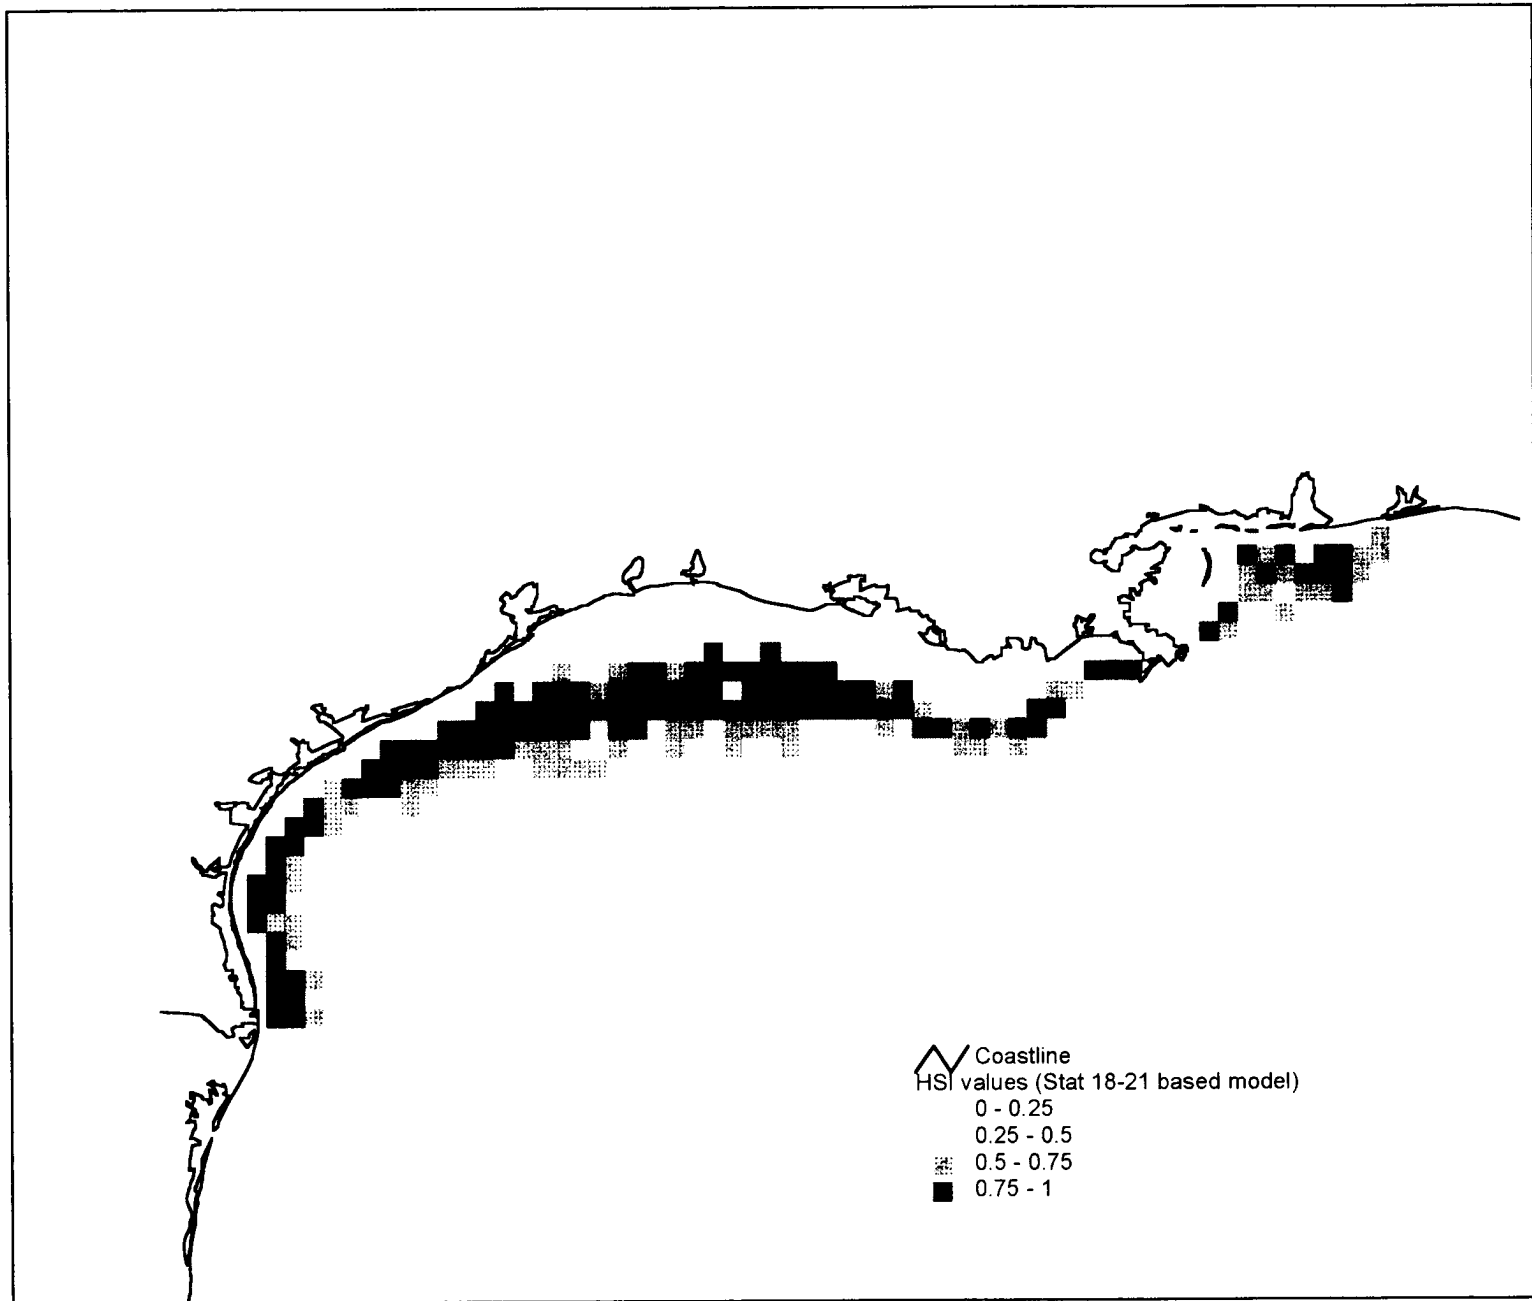 Coastline
HSI values (Stat 18-21 based model)
0 - 0.25
0.25 - 0.5
0.5 - 0.75
0.75 - 1